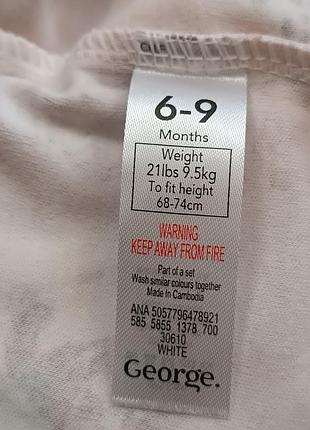 6-9
Months
Weight
21lbs 9.5kg
To fit height
68-74cm
WARNING
KEEP AWAY FROM FIRE
Part of a set
Wash similar colours together
Made in Cambodia
ANA 5057796478921
585 5855 1378 700
30610
WHITE
George.